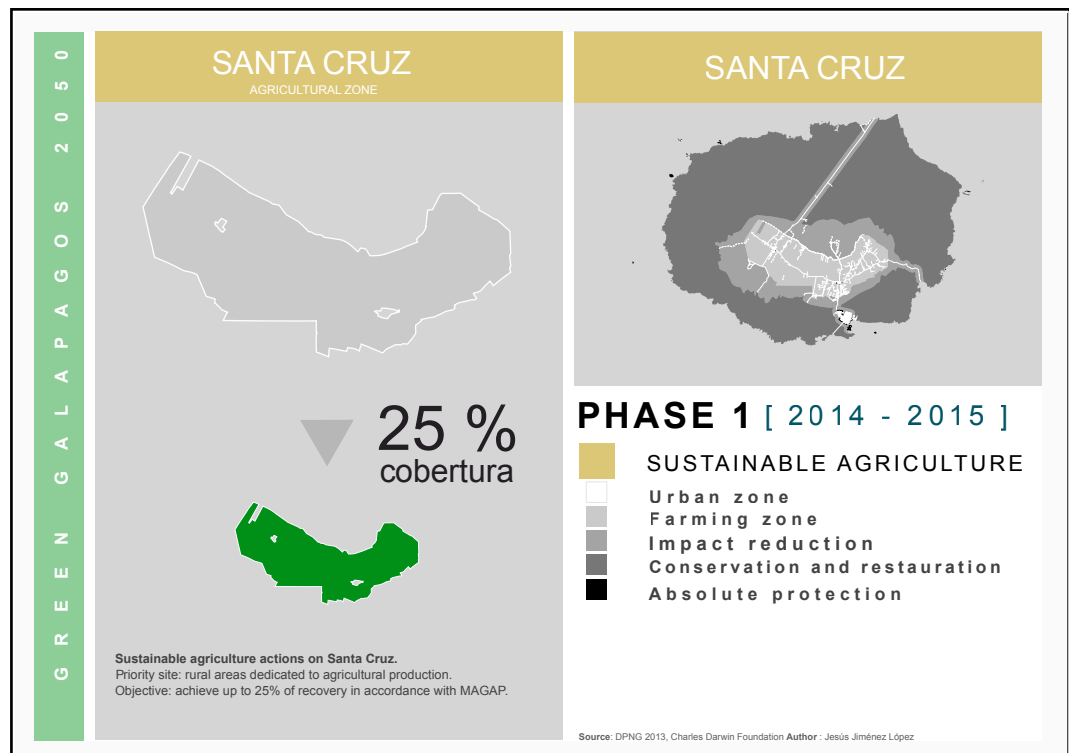 GREEN GALAPAGOS 2050
SANTA CRUZ
AGRICULTURAL ZONE
25 %
cobertura
Sustainable agriculture actions on Santa Cruz.
Priority site: rural areas dedicated to agricultural production.
Objective: achieve up to 25% of recovery in accordance with MAGAP.
SANTA CRUZ
PHASE 1 [ 2014 - 2015 ]
SUSTAINABLE AGRICULTURE
Urban zone
Farming zone
Impact reduction
Conservation and restauration
Absolute protection
Source: DPNG 2013, Charles Darwin Foundation Author : Jesús Jiménez López